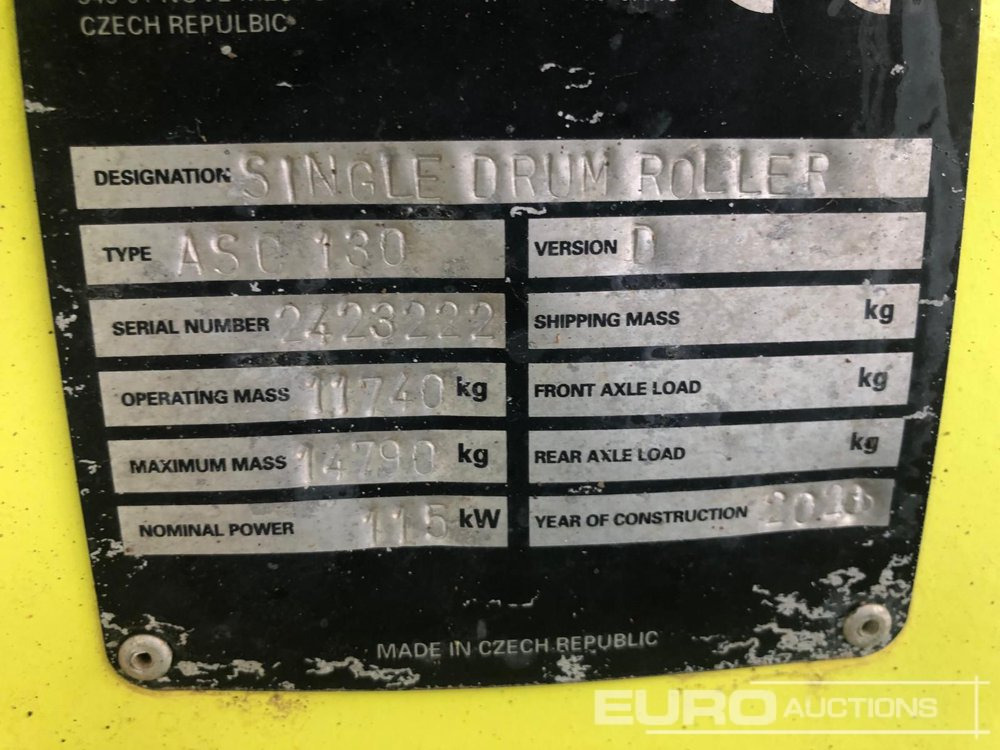 CZECH REPULBIC
DESIGNATION SINGLE DRUM ROLLER
TYPE ASC 130
VERSION D
SERIAL NUMBER 2423222
SHIPPING MASS kg
OPERATING MASS 11740 kg
FRONT AXLE LOAD kg
MAXIMUM MASS 14790 kg
REAR AXLE LOAD kg
NOMINAL POWER 115 kW
YEAR OF CONSTRUCTION
MADE IN CZECH REPUBLIC
EURO AUCTIONS